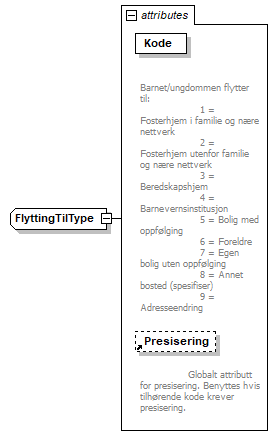 attributes
Kode
Barnet/ungdommen flytter
til:
1 =
Fosterhjem i familie og nære
nettverk
2 =
Fosterhjem utenfor familie
og nære nettverk
3 =
Beredskapshjem
4 =
Barnevernsinstitusjon
5 = Bolig med
oppfølging
6 = Foreldre
7 = Egen
bolig uten oppfølging
8 = Annet
bosted (spesifiser)
9 =
Adresseendring
FlyttingTilType
Presisering
Globalt attributt
for presisering. Benyttes hvis
tilhørende kode krever
presisering.